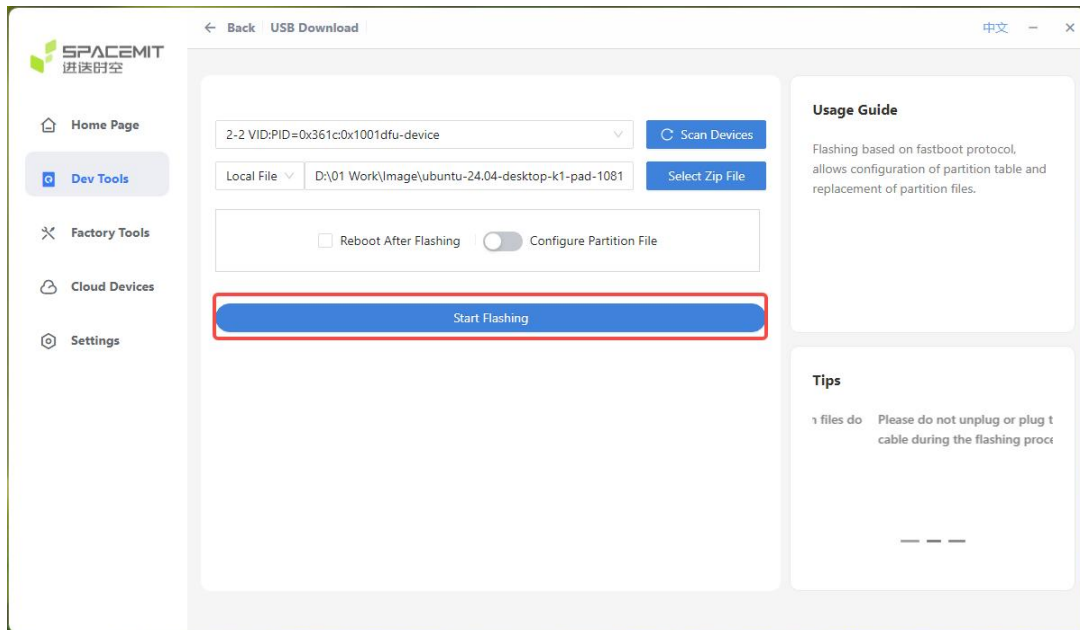 SPACEMIT
进迭时空
Home Page
Dev Tools
Factory Tools
Cloud Devices
Settings
← Back USB Download
中文
2-2 VID:PID=0x361c:0x1001dfu-device
Scan Devices
Local File D:\01 Work\Image\ubuntu-24.04-desktop-k1-pad-1081
Select Zip File
Reboot After Flashing Configure Partition File
Start Flashing
Usage Guide
Flashing based on fastboot protocol,
allows configuration of partition table and
replacement of partition files.
Tips
files do Please do not unplug or plug t
cable during the flashing proce